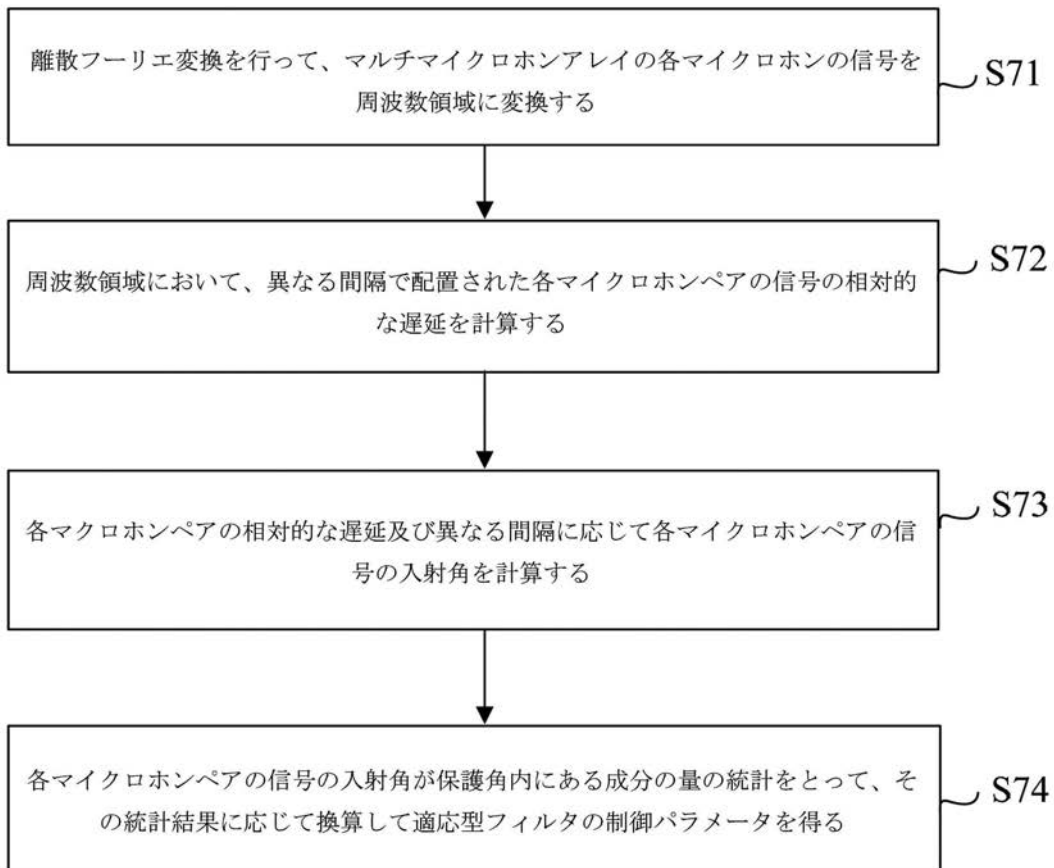 離散フーリエ変換を行って、マルチマイクロホンアレイの各マイクロホンの信号を
周波数領域に変換する
S71
周波数領域において、異なる間隔で配置された各マイクロホンペアの信号の相対的
な遅延を計算する
S72
各マクロホンペアの相対的な遅延及び異なる間隔に応じて各マイクロホンペアの信
号の入射角を計算する
S73
各マイクロホンペアの信号の入射角が保護角内にある成分の量の統計をとって、そ
の統計結果に応じて換算して適応型フィルタの制御パラメータを得る
S74